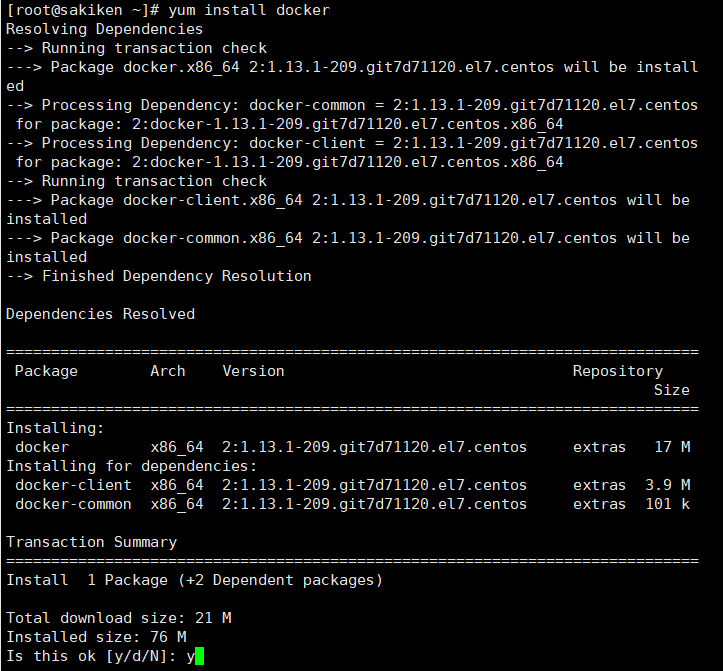 [root@sakiken ~]# yum install docker
Resolving Dependencies
--> Running transaction check
---> Package docker.x86_64 2:1.13.1-209.git7d71120.el7.centos will be install
ed
--> Processing Dependency: docker-common = 2:1.13.1-209.git7d71120.el7.centos
 for package: 2:docker-1.13.1-209.git7d71120.el7.centos.x86_64
--> Processing Dependency: docker-client = 2:1.13.1-209.git7d71120.el7.centos
 for package: 2:docker-1.13.1-209.git7d71120.el7.centos.x86_64
--> Running transaction check
---> Package docker-client.x86_64 2:1.13.1-209.git7d71120.el7.centos will be
installed
---> Package docker-common.x86_64 2:1.13.1-209.git7d71120.el7.centos will be
installed
--> Finished Dependency Resolution

Dependencies Resolved

=============================================================================
 Package        Arch    Version                                Repository
                                                                        Size
=============================================================================
Installing:
 docker         x86_64  2:1.13.1-209.git7d71120.el7.centos     extras   17 M
Installing for dependencies:
 docker-client  x86_64  2:1.13.1-209.git7d71120.el7.centos     extras  3.9 M
 docker-common  x86_64  2:1.13.1-209.git7d71120.el7.centos     extras  101 k

Transaction Summary
=============================================================================
Install  1 Package (+2 Dependent packages)

Total download size: 21 M
Installed size: 76 M
Is this ok [y/d/N]: y